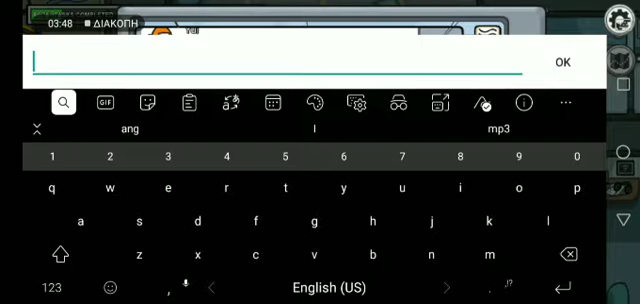 03:48 ■ ΔΙΑΚΟΠΗ
OK
GIF
ang I mp3
1 2 3 4 5 6 7 8 9 0
q w e r t y u i o p
a s d f g h j k l
z x c v b n m
123 , English (US) . ,!?